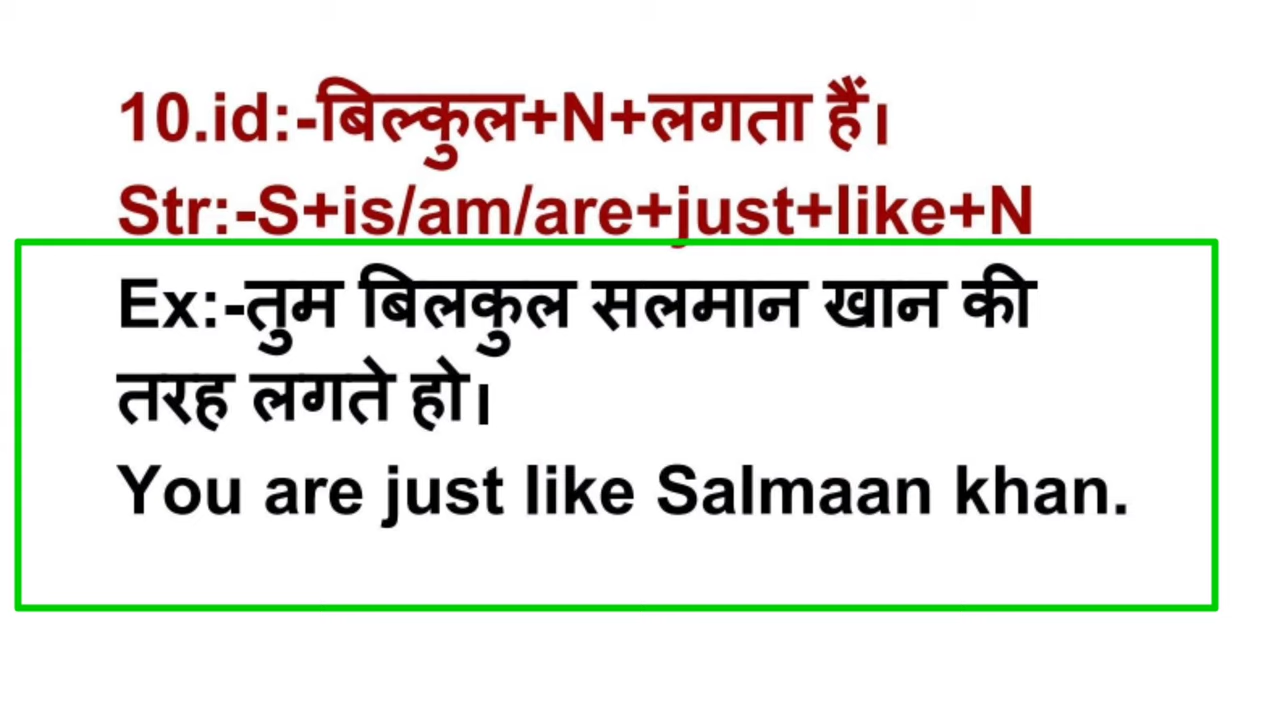 10.id:-बिल्कुल+N+लगता हैं।
Str:-S+is/am/are+just+like+N
Ex:-तुम बिलकुल सलमान खान की
तरह लगते हो।
You are just like Salmaan khan.